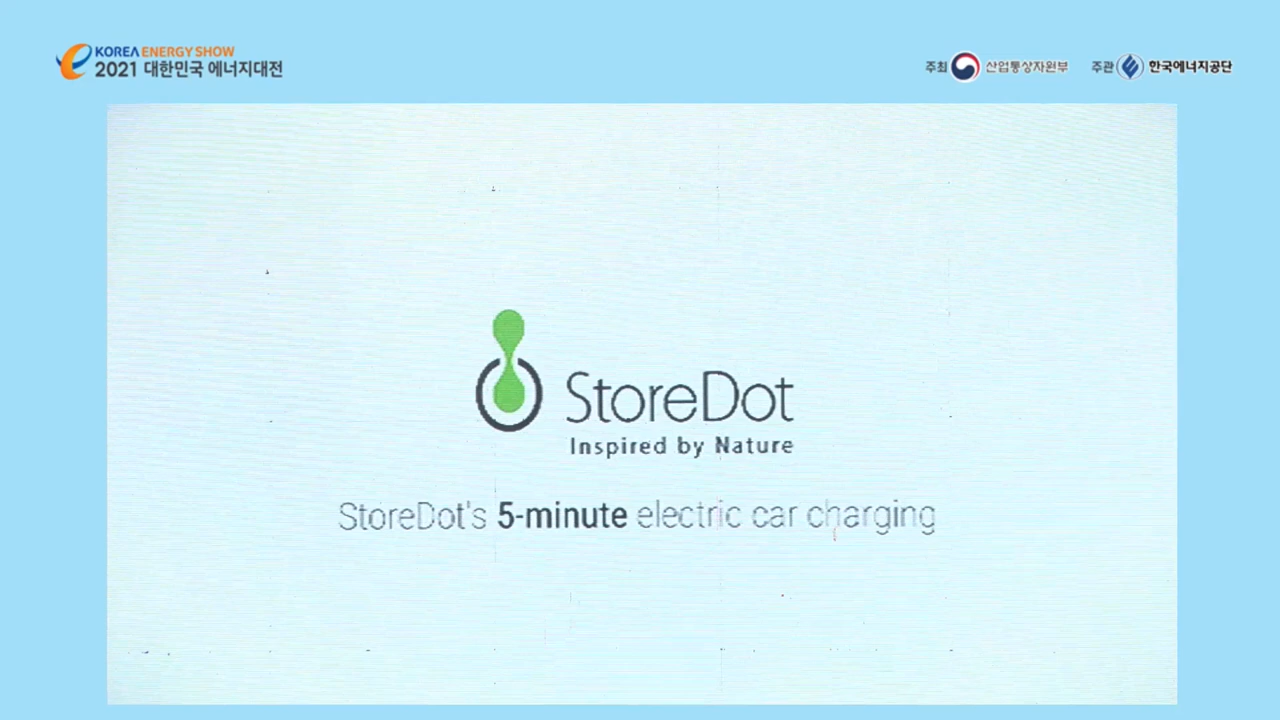 KOREA ENERGY SHOW
2021 대한민국 에너지대전
주최 산업통상자원부 주관 한국에너지공단
StoreDot
Inspired by Nature
StoreDot's 5-minute electric car charging